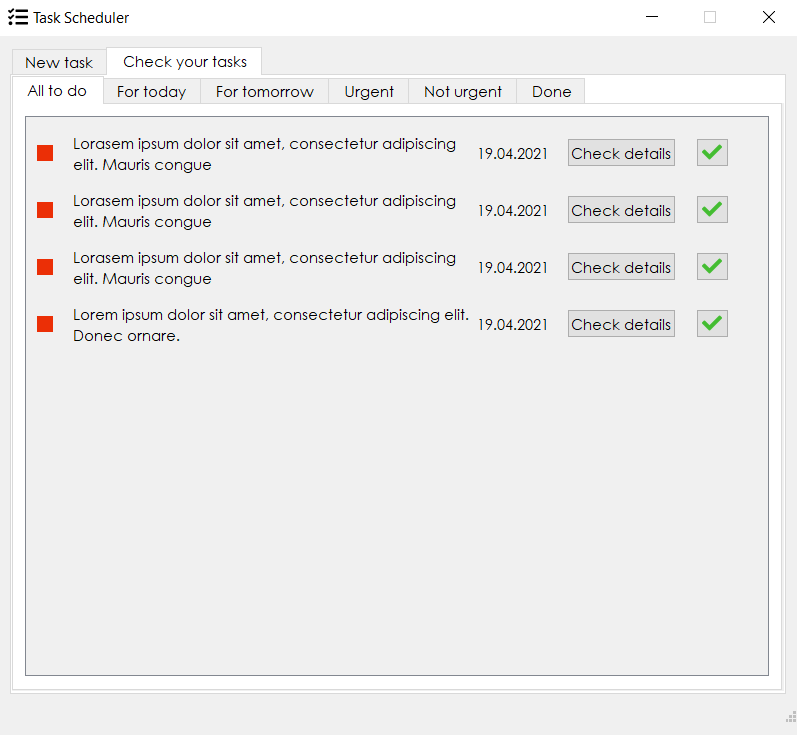 Task Scheduler
New task
Check your tasks
All to do
For today
For tomorrow
Urgent
Not urgent
Done
Lorasem ipsum dolor sit amet, consectetur adipiscing
elit. Mauris congue
19.04.2021
Check details
Lorasem ipsum dolor sit amet, consectetur adipiscing
elit. Mauris congue
19.04.2021
Check details
Lorasem ipsum dolor sit amet, consectetur adipiscing
elit. Mauris congue
19.04.2021
Check details
Lorem ipsum dolor sit amet, consectetur adipiscing elit.
Donec ornare.
19.04.2021
Check details